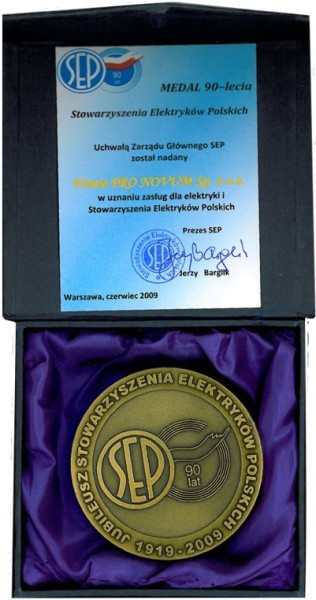 SEP
90
lat
MEDAL 90-lecia
Stowarzyszenia Elektryków Polskich
Uchwałą Zarządu Głównego SEP
został nadany
Firmie PRO NOVUM Sp. z o.o.
w uznaniu zasług dla elektryki i
Stowarzyszenia Elektryków Polskich
Prezes SEP
SEP
Jerzy Barglik
Warszawa, czerwiec 2009
JUBILEUSZ STOWARZYSZENIA ELEKTRYKÓW POLSKICH
SEP
90
lat
1919-2009